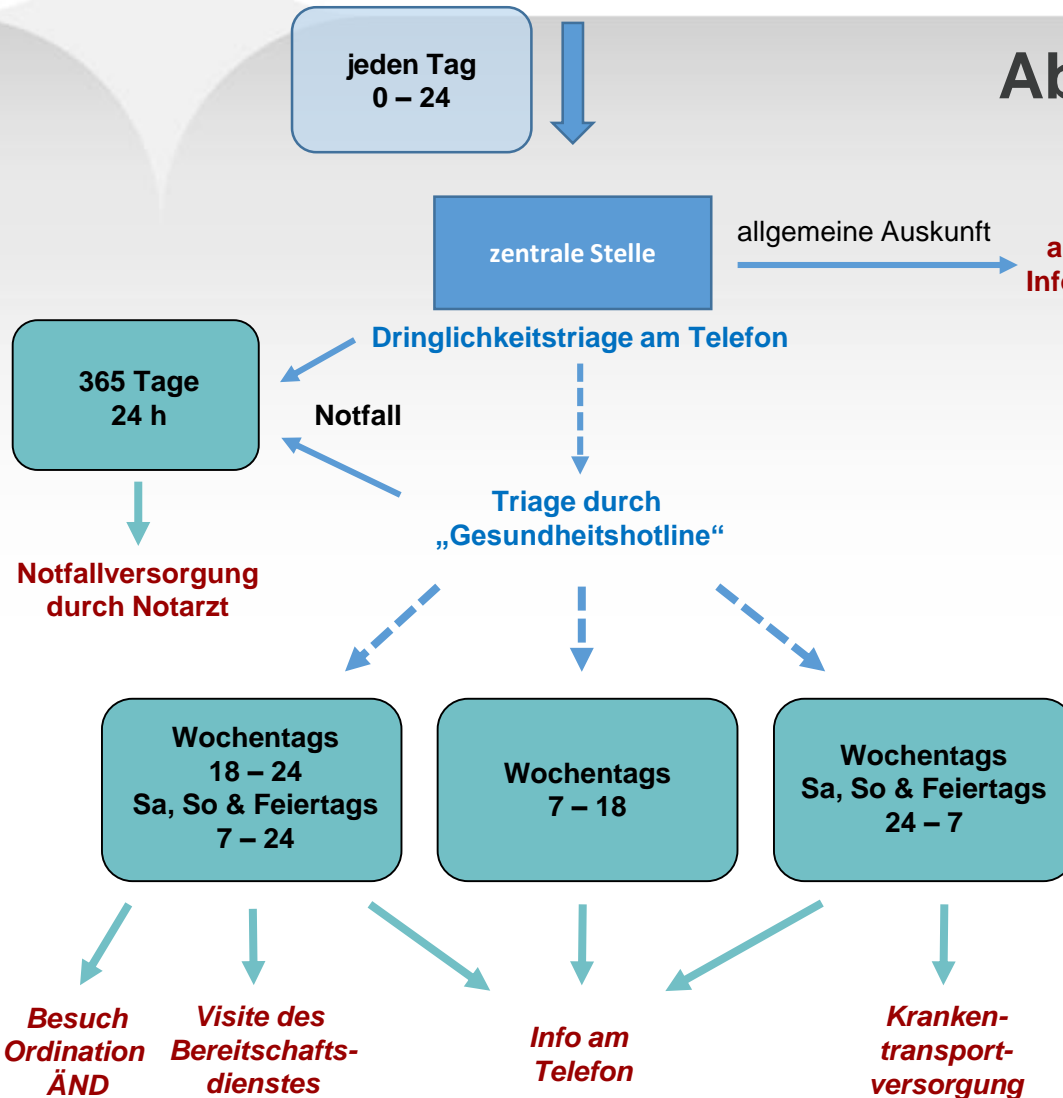 jeden Tag
0 – 24
zentrale Stelle
allgemeine Auskunft
Dringlichkeitstriage am Telefon
365 Tage
24 h
Notfall
Triage durch
„Gesundheitshotline“
Notfallversorgung
durch Notarzt
Wochentags
18 – 24
Sa, So & Feiertags
7 – 24
Wochentags
7 – 18
Wochentags
Sa, So & Feiertags
24 – 7
Besuch
Ordination
ÄND
Visite des
Bereitschafts-
dienstes
Info am
Telefon
Kranken-
transport-
versorgung